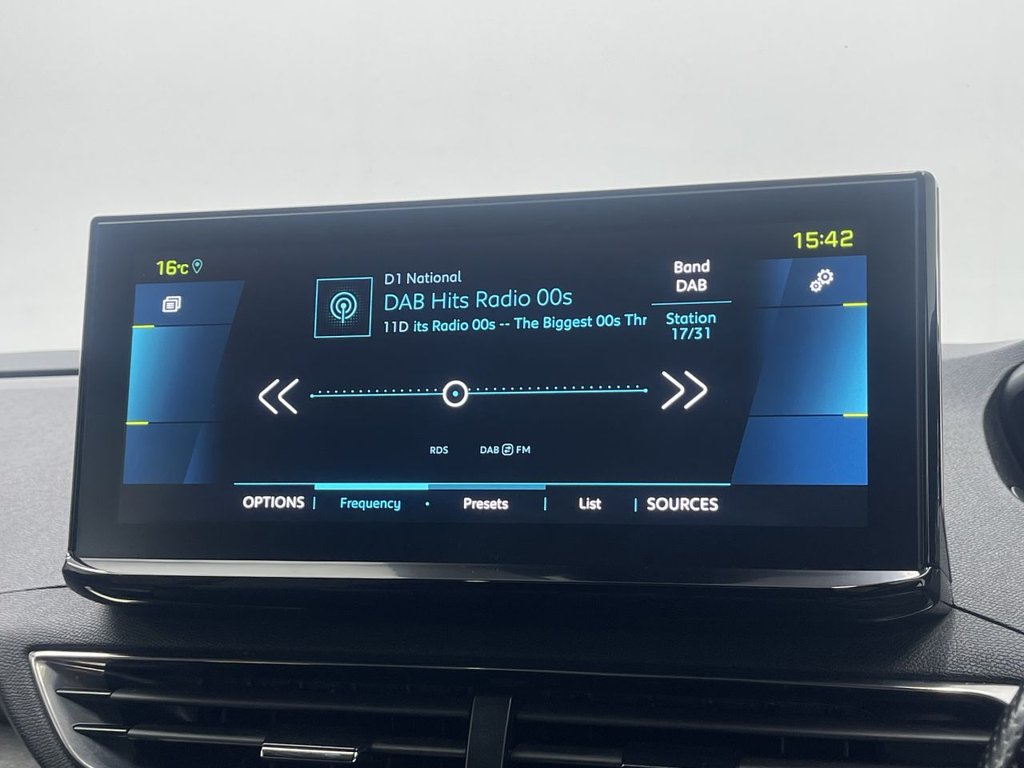 16°C
15:42
D1 National
DAB Hits Radio 00s
11D its Radio 00s -- The Biggest 00s Thr
Band
DAB
Station
17/31
RDS
DAB FM
OPTIONS | Frequency • Presets | List | SOURCES